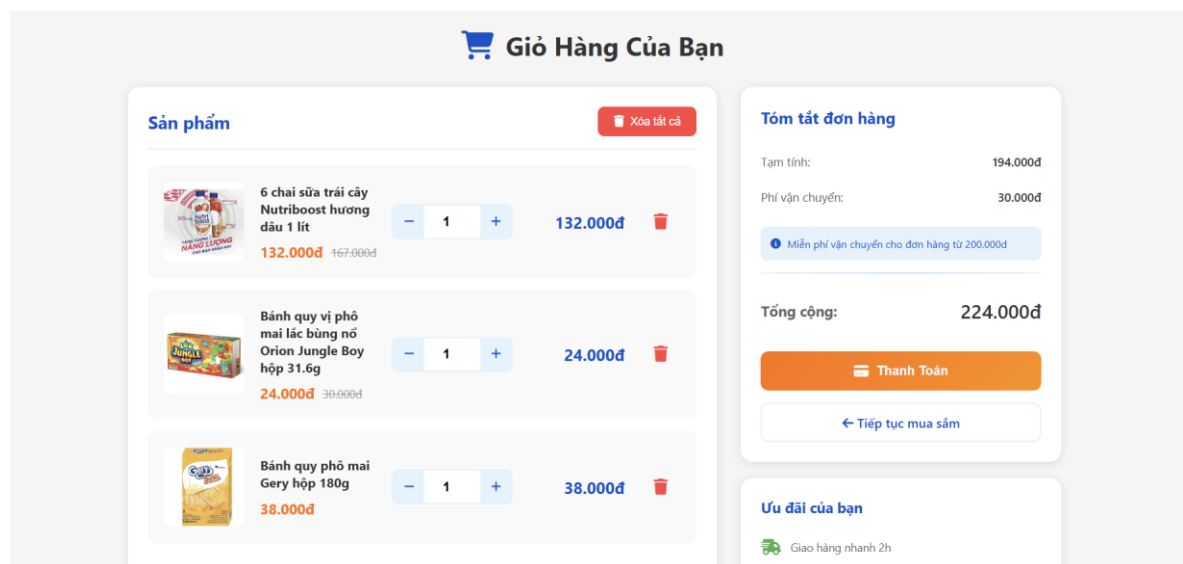 Giỏ Hàng Của Bạn
Sản phẩm
Xóa tất cả
6 chai sữa trái cây
Nutriboost hương
dâu 1 lít
132.000đ 167.000đ
− 1 +
132.000đ
NĂNG LƯỢNG
Bánh quy vị phô
mai lắc bùng nổ
Orion Jungle Boy
hộp 31.6g
24.000đ 30.000đ
− 1 +
24.000đ
JUNGLE
BOY
Bánh quy phô mai
Gery hộp 180g
38.000đ
− 1 +
38.000đ
Gery
Tóm tắt đơn hàng
Tạm tính: 194.000đ
Phí vận chuyển: 30.000đ
Miễn phí vận chuyển cho đơn hàng từ 200.000đ
Tổng cộng: 224.000đ
Thanh Toán
Tiếp tục mua sắm
Ưu đãi của bạn
Giao hàng nhanh 2h